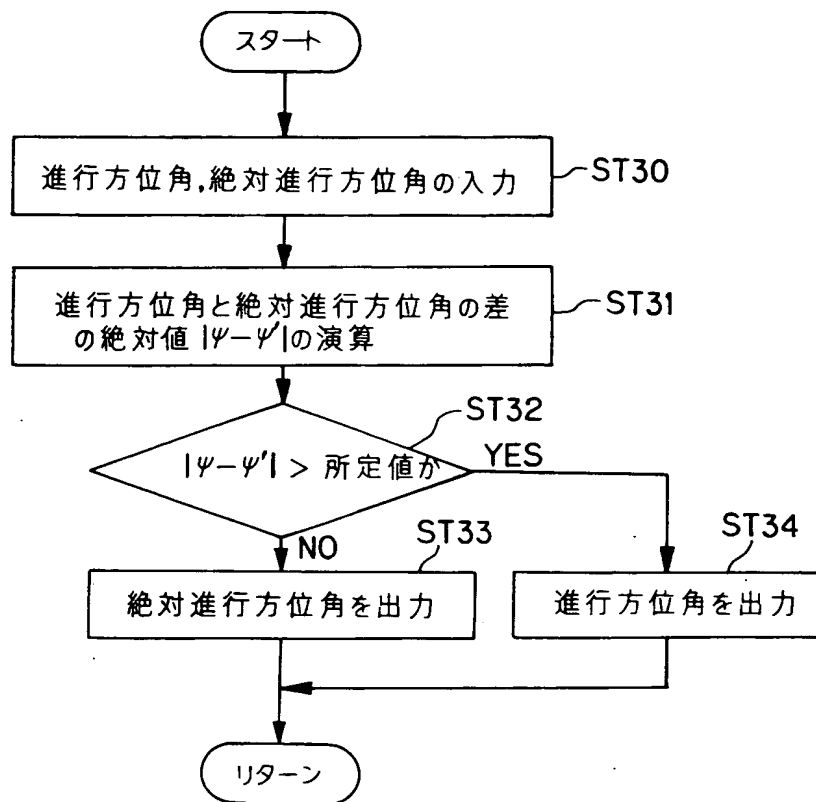 スタート
進行方位角,絶対進行方位角の入力
ST30
進行方位角と絶対進行方位角の差
の絶対値 |ψ-ψ'|の演算
ST31
ST32
|ψ-ψ'| > 所定値か
YES
NO
ST33
ST34
絶対進行方位角を出力
進行方位角を出力
リターン